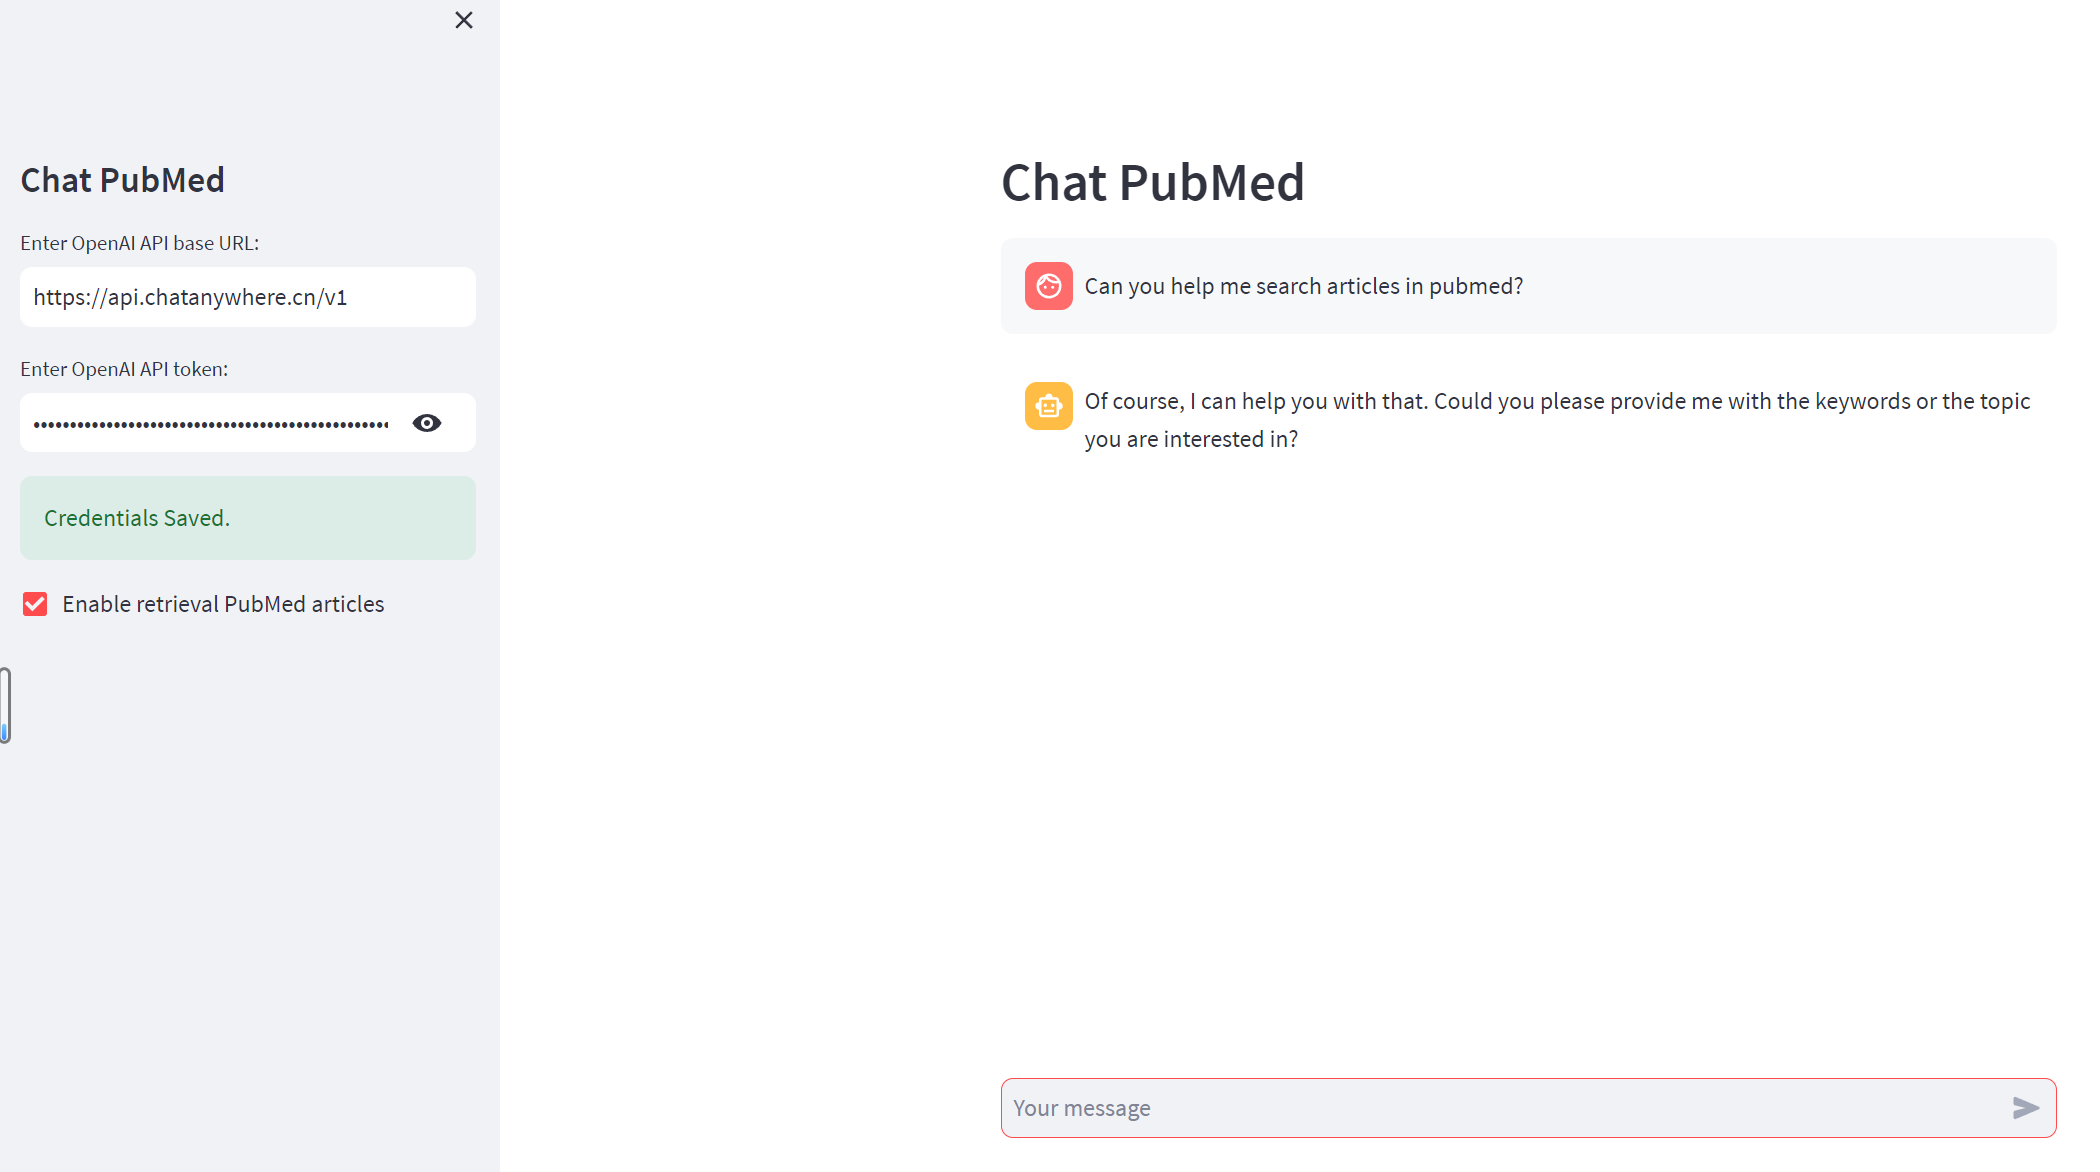 Chat PubMed
Enter OpenAI API base URL:
https://api.chatanywhere.cn/v1
Enter OpenAI API token:
••••••••••••••••••••••••••••••••••••••••••••••••
Credentials Saved.
Enable retrieval PubMed articles
Chat PubMed
Can you help me search articles in pubmed?
Of course, I can help you with that. Could you please provide me with the keywords or the topic
you are interested in?
Your message